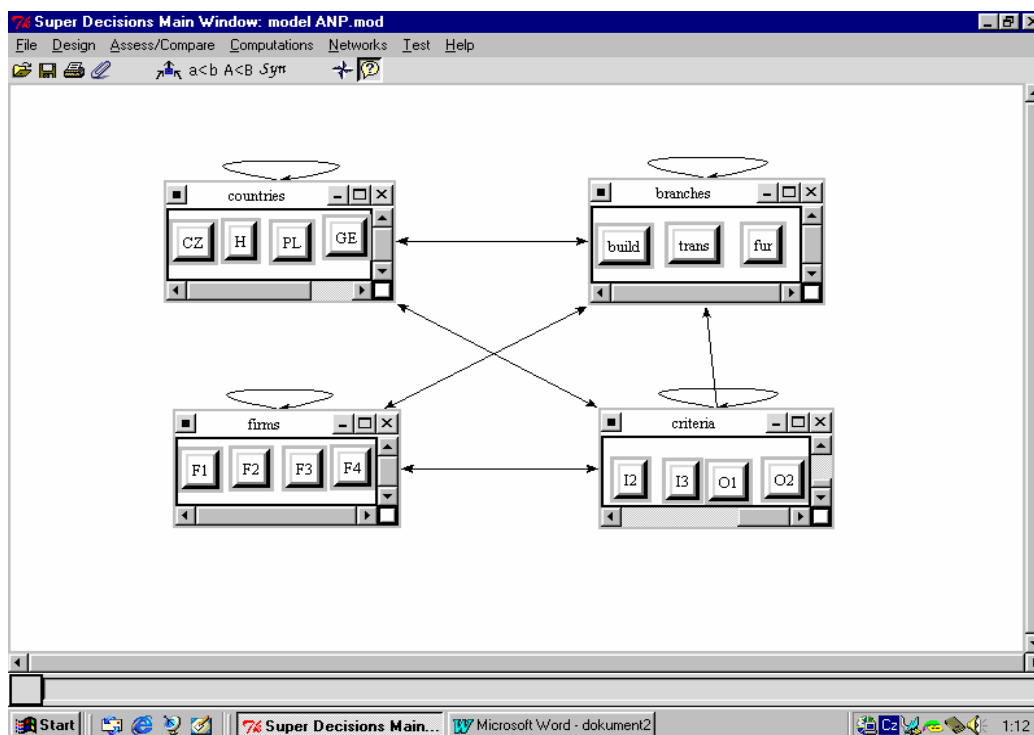 Super Decisions Main Window: model ANP.mod
File Design Assess/Compare Computations Networks Test Help
a<b A<B Syn
countries
CZ H PL GE
branches
build trans fur
firms
F1 F2 F3 F4
criteria
I2 I3 O1 O2
Start Super Decisions Main... Microsoft Word - dokument2 Cz 1:12